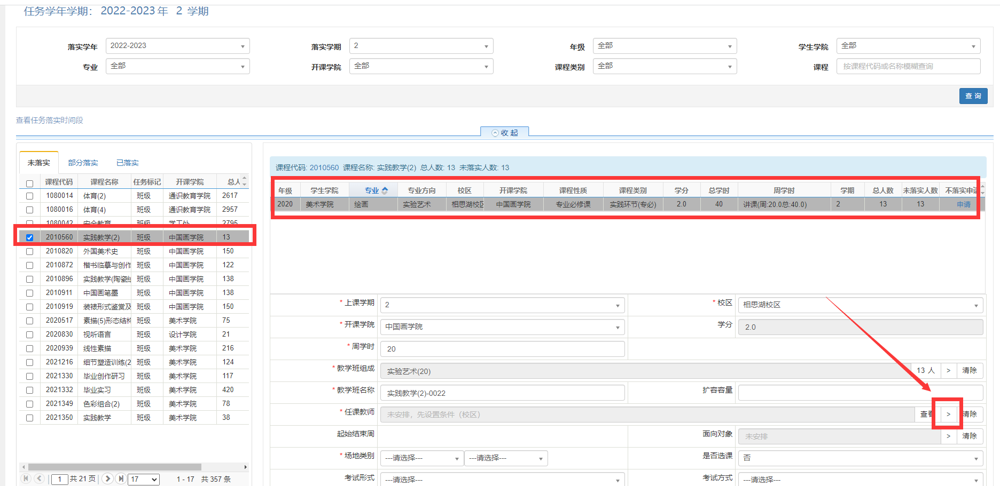 任务学年学期： 2022-2023 年 2 学期
落实学年 2022-2023 落实学期 2 年级 全部 学生学院 全部
专业 全部 开课学院 全部 课程类别 全部 课程 按课程代码或名称模糊查询
查 询
查看任务落实时间段
收 起
未落实 部分落实 已落实
课程代码 课程名称 任务标记 开课学院 总人
1080014 体育(2) 班级 通识教育学院 2617
1080016 体育(4) 班级 通识教育学院 2957
1080042 安全教育 班级 学工处 2795
2010560 实践教学(2) 班级 中国画学院 13
2010820 外国美术史 班级 中国画学院 150
2010872 楷书临摹与创作 班级 中国画学院 122
2010896 实践教学(陶瓷绘 班级 中国画学院 138
2010911 中国画笔墨 班级 中国画学院 138
2010919 装裱形式鉴赏及 班级 中国画学院 150
2020517 素描(5)形态结构 班级 美术学院 75
2020830 视听语言 班级 设计学院 21
2020939 线性素描 班级 美术学院 216
2021216 细节塑造训练(2 班级 美术学院 124
2021330 毕业创作研习 班级 美术学院 117
2021332 毕业实习 班级 美术学院 420
2021349 色彩组合(2) 班级 美术学院 78
2021350 实践教学 班级 美术学院 38
1 共 21 页 17 1 - 17 共 357 条
课程代码: 2010560 课程名称: 实践教学(2) 总人数: 13 未落实人数: 13
年级 学生学院 专业 专业方向 校区 开课学院 课程性质 课程类别 学分 总学时 周学时 学期 总人数 未落实人数 不落实申请
2020 美术学院 绘画 实验艺术 相思湖校区 中国画学院 专业必修课 实践环节(专必) 2.0 40 讲课(周:20.0总:40.0) 2 13 13 申请
* 上课学期 2 * 校区 相思湖校区
* 开课学院 中国画学院 学分 2.0
* 周学时 20
* 教学班组成 实验艺术(20) 13 人 > 清除
* 教学班名称 实践教学(2)-0022 扩容容量
* 任课教师 未安排，先设置条件（校区） 查看 > 清除
起始结束周 面向对象 未安排 > 清除
* 场地类别 ---请选择--- ---请选择--- 是否选课 否
考试形式 ---请选择--- 考试方式 ---请选择---